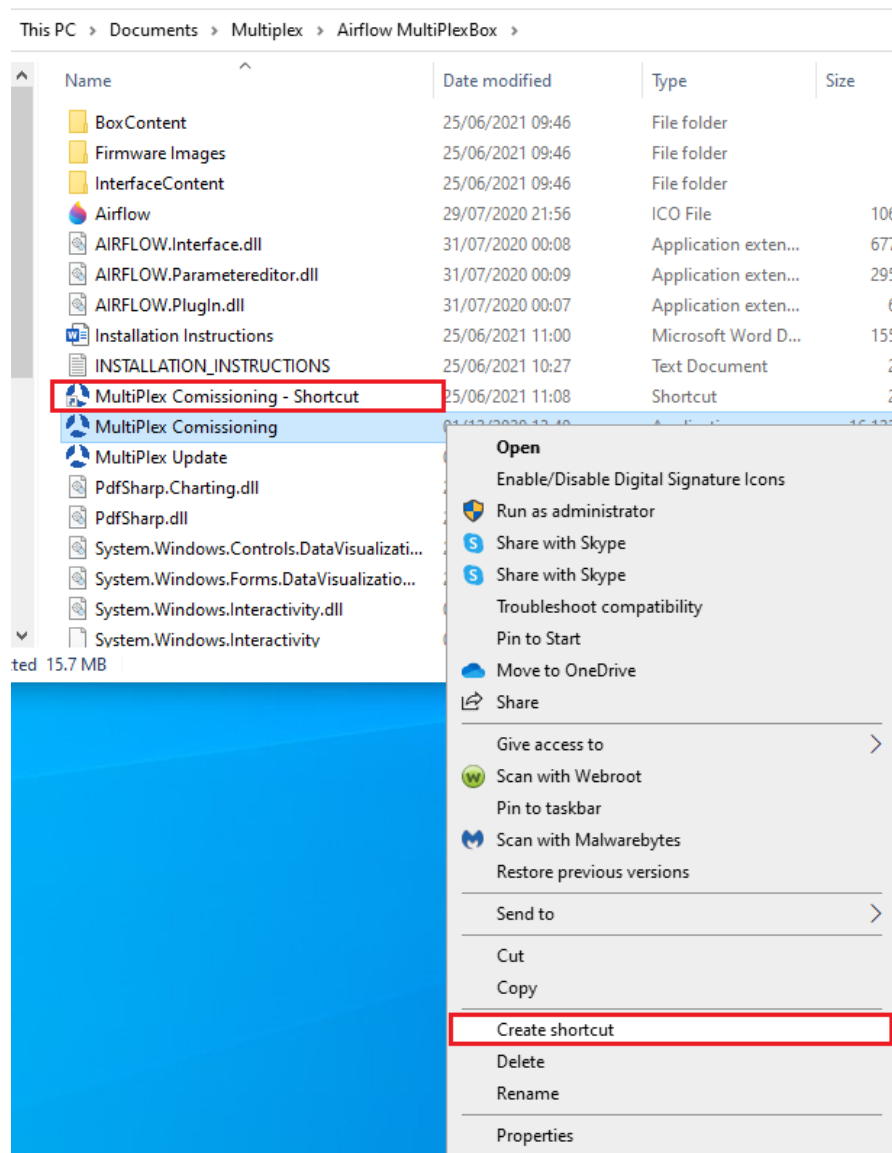 This PC > Documents > Multiplex > Airflow MultiPlexBox >
Name Date modified Type Size
BoxContent 25/06/2021 09:46 File folder
Firmware Images 25/06/2021 09:46 File folder
InterfaceContent 25/06/2021 09:46 File folder
Airflow 29/07/2020 21:56 ICO File 106
AIRFLOW.Interface.dll 31/07/2020 00:08 Application exten... 677
AIRFLOW.Parametereditor.dll 31/07/2020 00:09 Application exten... 295
AIRFLOW.PlugIn.dll 31/07/2020 00:07 Application exten... 6
Installation Instructions 25/06/2021 11:00 Microsoft Word D... 155
INSTALLATION_INSTRUCTIONS 25/06/2021 10:27 Text Document 2
MultiPlex Comissioning - Shortcut 25/06/2021 11:08 Shortcut 2
MultiPlex Comissioning
MultiPlex Update
PdfSharp.Charting.dll
PdfSharp.dll
System.Windows.Controls.DataVisualizati...
System.Windows.Forms.DataVisualizatio...
System.Windows.Interactivity.dll
System.Windows.Interactivity
cted 15.7 MB
Open
Enable/Disable Digital Signature Icons
Run as administrator
Share with Skype
Share with Skype
Troubleshoot compatibility
Pin to Start
Move to OneDrive
Share
Give access to
Scan with Webroot
Pin to taskbar
Scan with Malwarebytes
Restore previous versions
Send to
Cut
Copy
Create shortcut
Delete
Rename
Properties